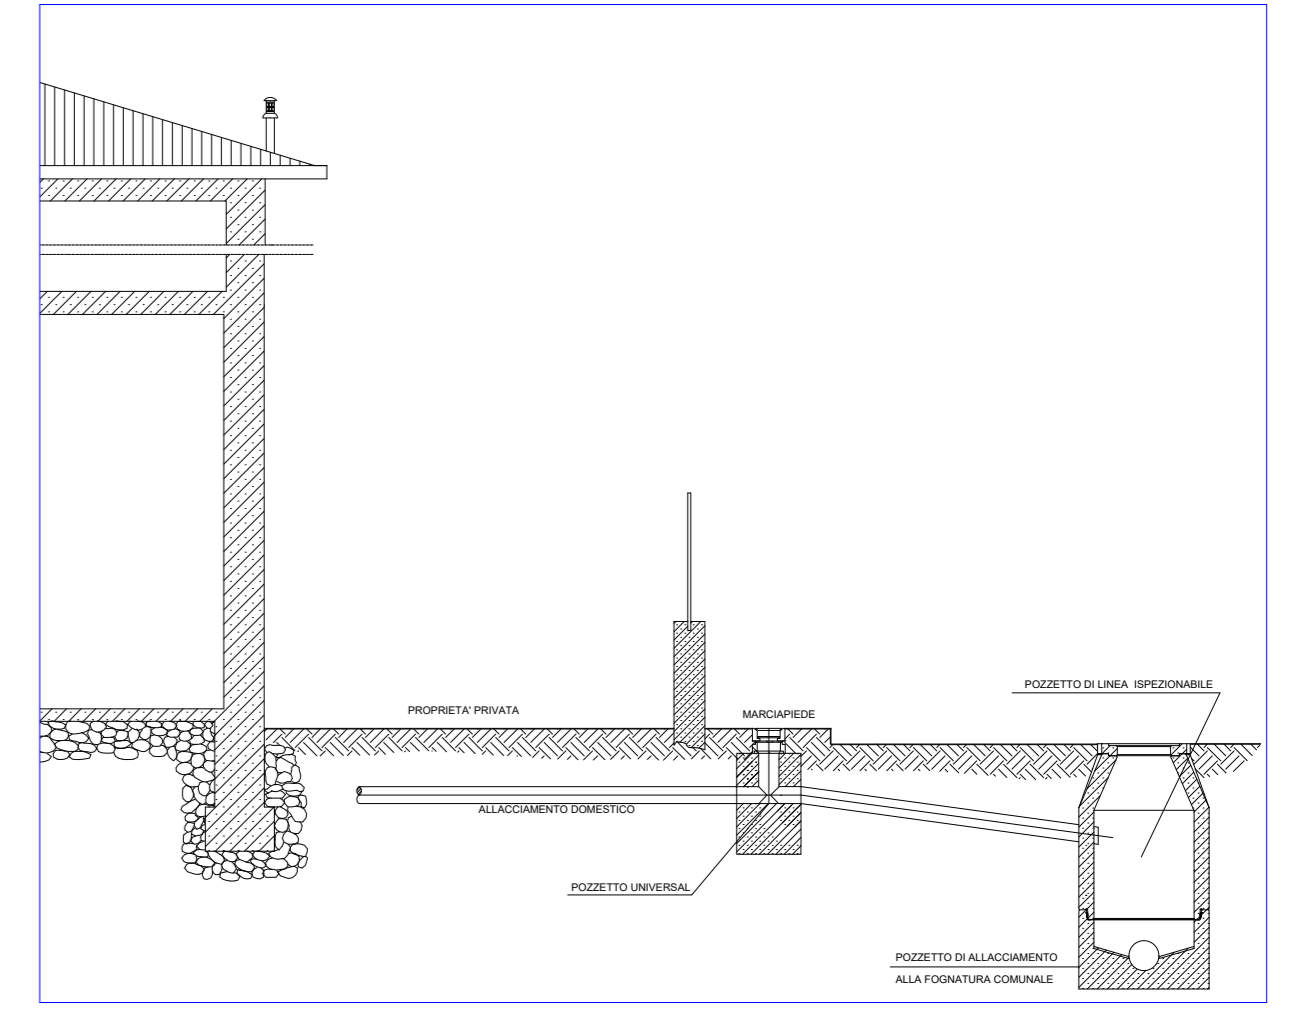 POZZETTO DI LINEA ISPEZIONABILE
PROPRIETA' PRIVATA
MARCIAPIEDE
ALLACCIAMENTO DOMESTICO
POZZETTO UNIVERSAL
POZZETTO DI ALLACCIAMENTO
ALLA FOGNATURA COMUNALE